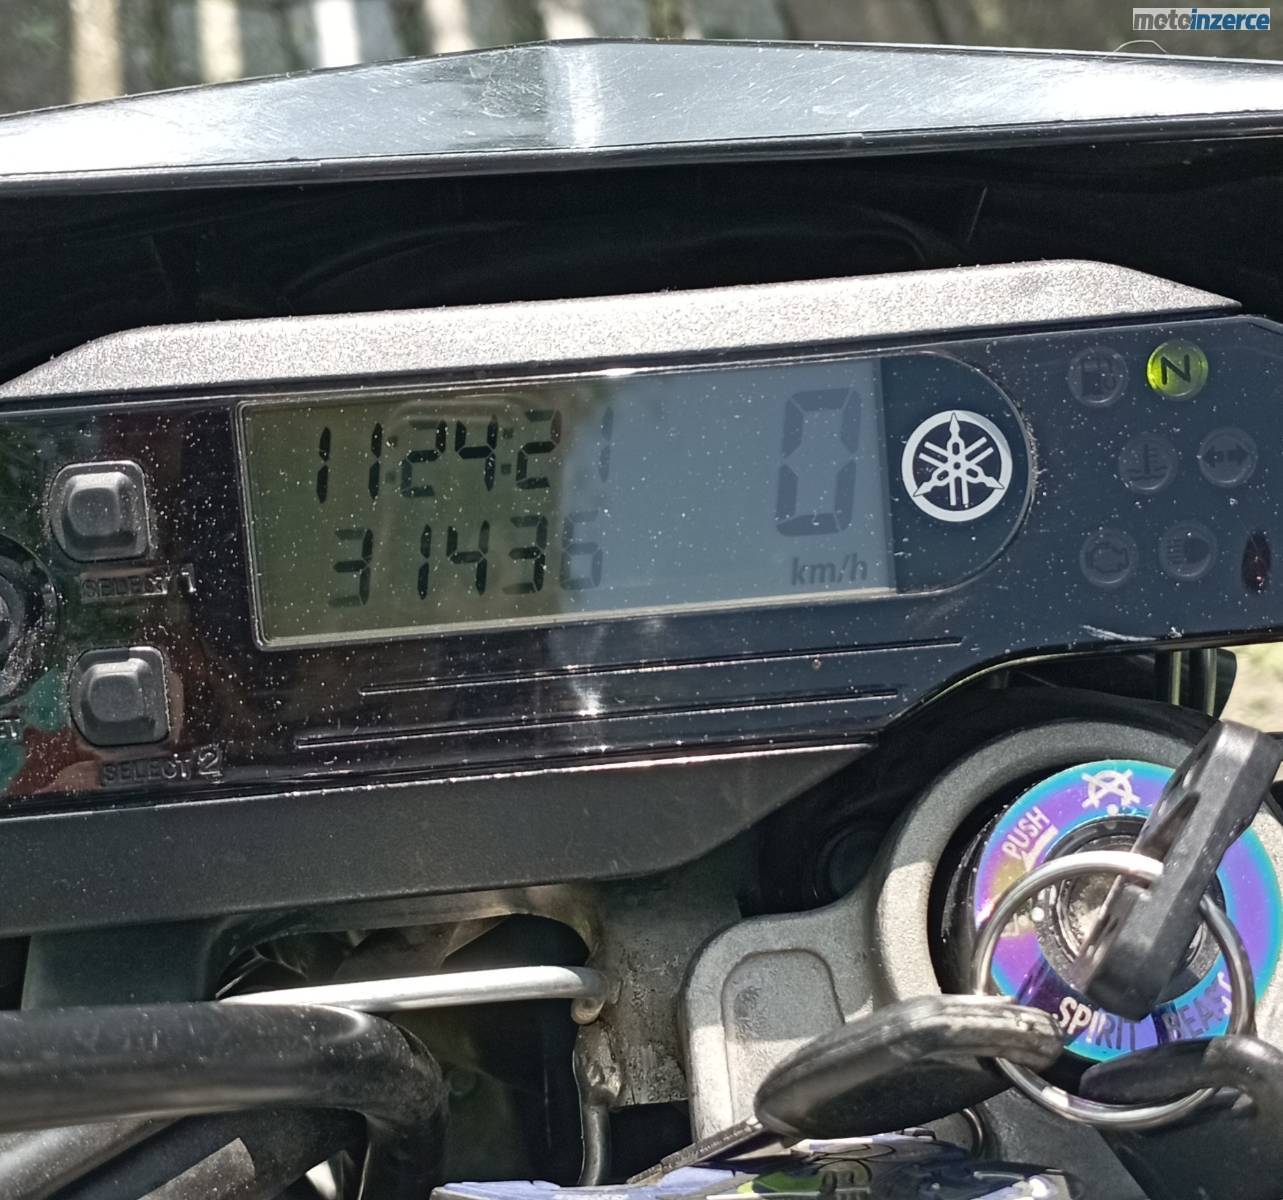 motoinzerce
11:24:21
0
31436
km/h
N
SELECT 1
SELECT 2
PUSH
SPIRIT BEAST